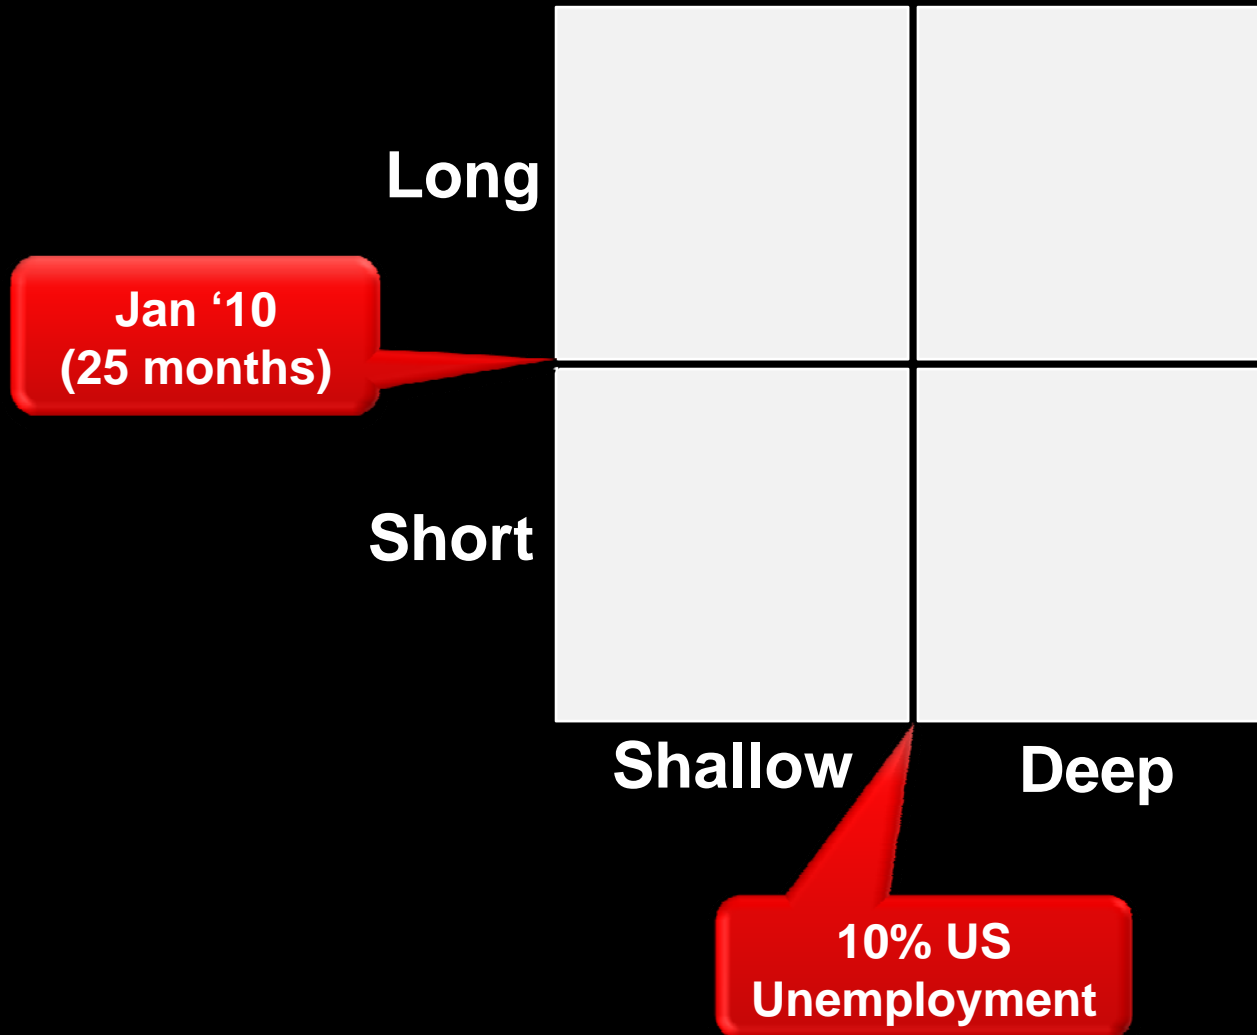 Long
Jan ‘10
(25 months)
Short
Shallow
Deep
10% US
Unemployment